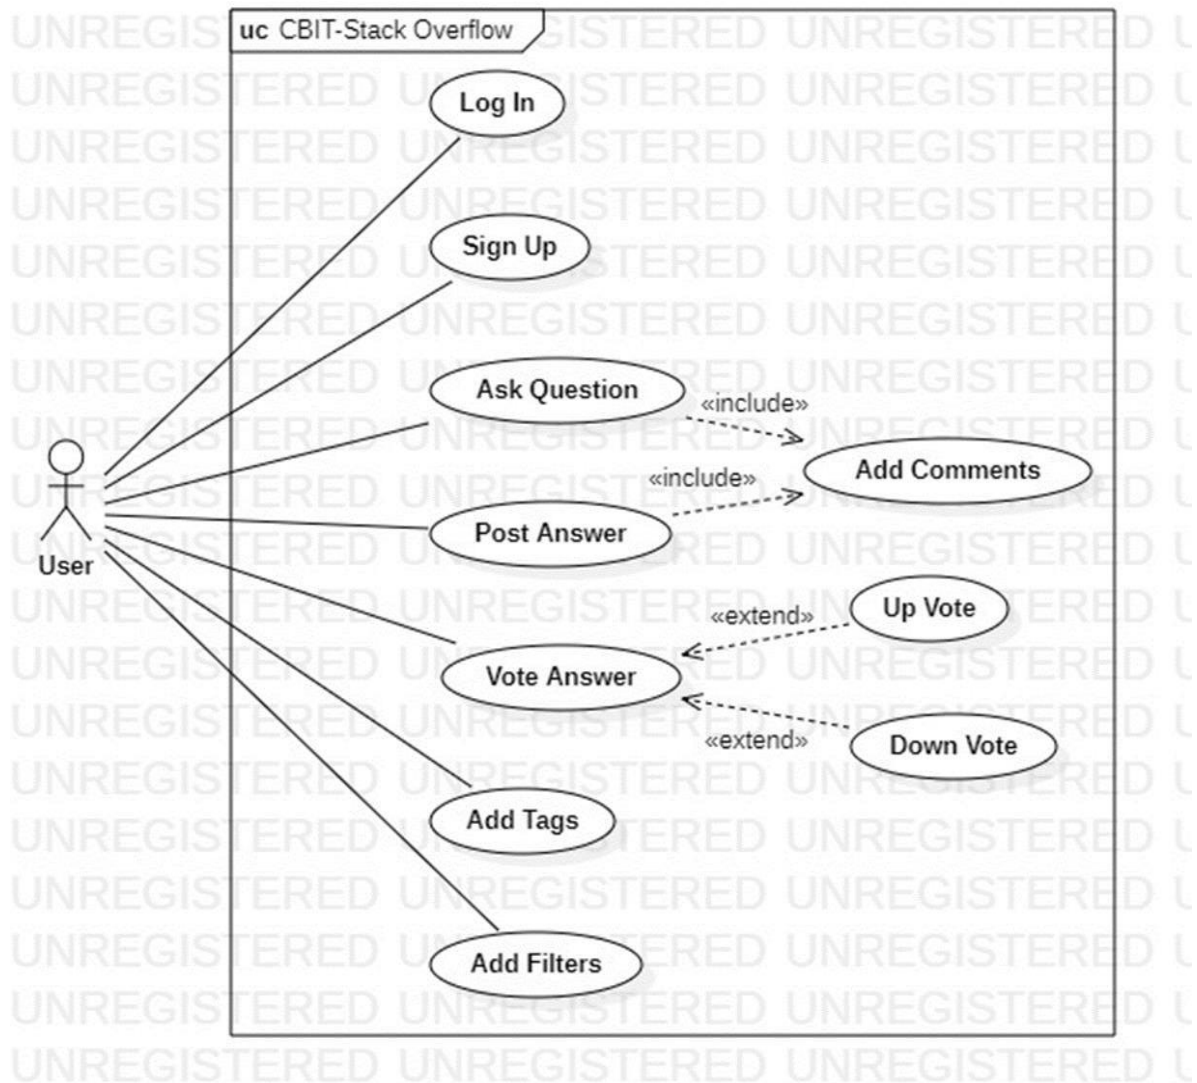 uc CBIT-Stack Overflow
Log In
Sign Up
Ask Question
«include»
Add Comments
«include»
Post Answer
User
Up Vote
«extend»
Vote Answer
Down Vote
«extend»
Add Tags
Add Filters
UNREGISTERED